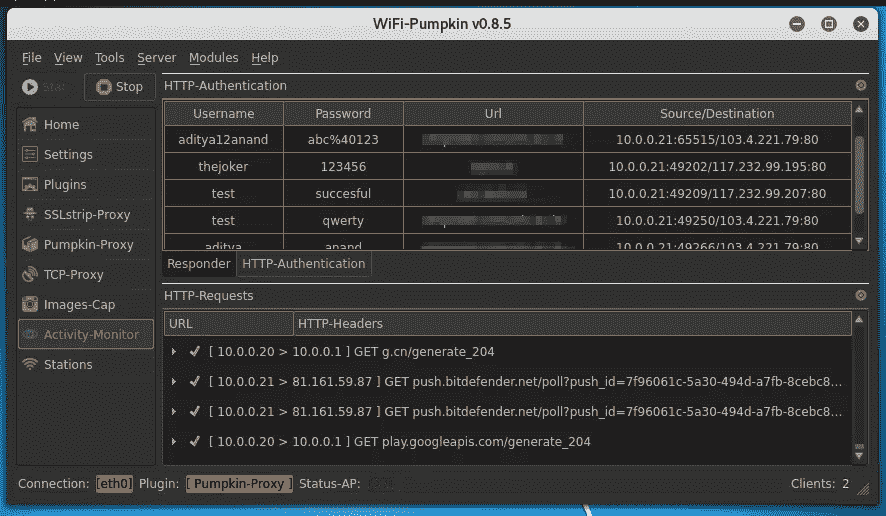 WiFi-Pumpkin v0.8.5
File View Tools Server Modules Help
Start Stop
Home
Settings
Plugins
SSLstrip-Proxy
Pumpkin-Proxy
TCP-Proxy
Images-Cap
Activity-Monitor
Stations
HTTP-Authentication
Username Password Url Source/Destination
aditya12anand abc%40123 10.0.0.21:65515/103.4.221.79:80
thejoker 123456 10.0.0.21:49202/117.232.99.195:80
test succesful 10.0.0.21:49209/117.232.99.207:80
test qwerty 10.0.0.21:49250/103.4.221.79:80
aditya anand 10.0.0.21:49266/103.4.221.79:80
Responder HTTP-Authentication
HTTP-Requests
URL HTTP-Headers
[ 10.0.0.20 > 10.0.0.1 ] GET g.cn/generate_204
[ 10.0.0.21 > 81.161.59.87 ] GET push.bitdefender.net/poll?push_id=7f96061c-5a30-494d-a7fb-8cebc8...
[ 10.0.0.21 > 81.161.59.87 ] GET push.bitdefender.net/poll?push_id=7f96061c-5a30-494d-a7fb-8cebc8...
[ 10.0.0.20 > 10.0.0.1 ] GET play.googleapis.com/generate_204
Connection: [eth0] Plugin: [ Pumpkin-Proxy ] Status-AP: Clients: 2